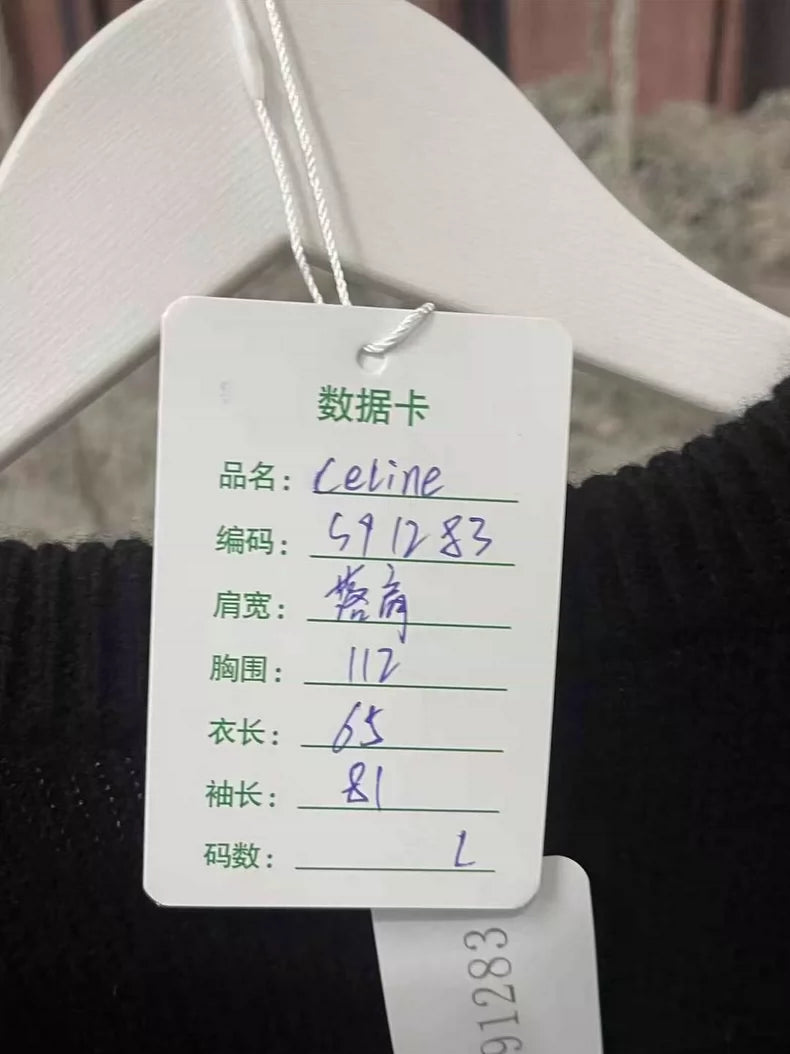 数据卡
品名：Celine
编码：591283
肩宽：落肩
胸围：112
衣长：65
袖长：81
码数：L
91283